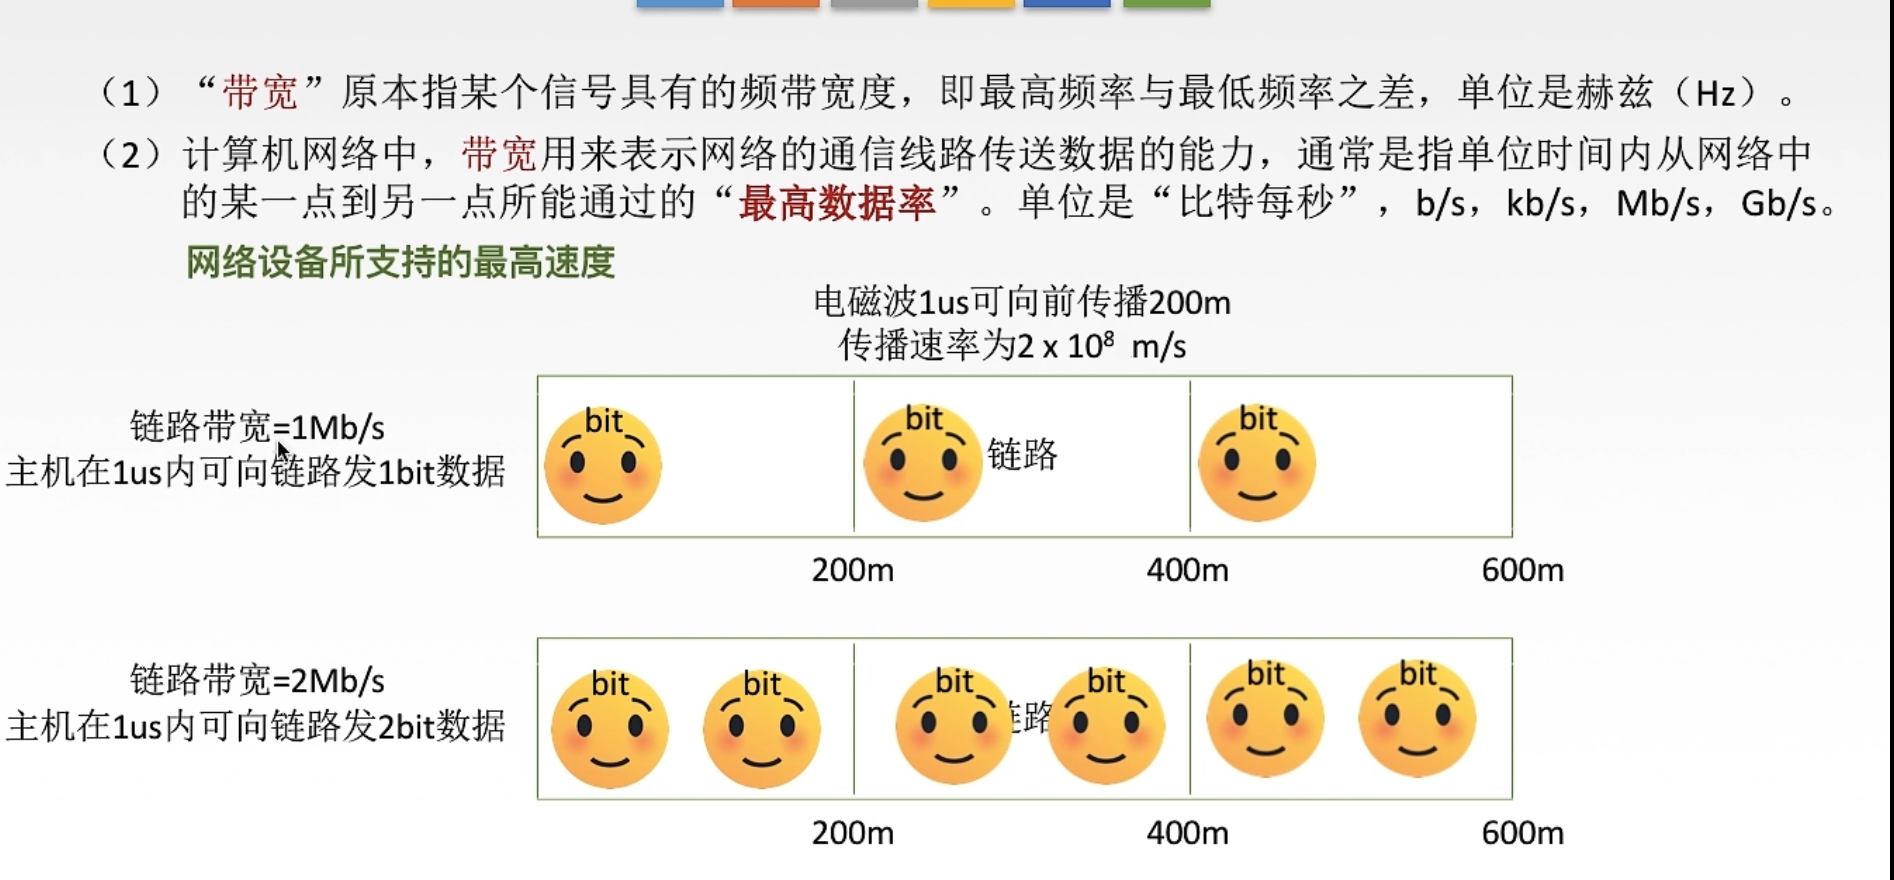 （1）“带宽”原本指某个信号具有的频带宽度，即最高频率与最低频率之差，单位是赫兹（Hz）。
（2）计算机网络中，带宽用来表示网络的通信线路传送数据的能力，通常是指单位时间内从网络中
的某一点到另一点所能通过的“最高数据率”。单位是“比特每秒”，b/s，kb/s，Mb/s，Gb/s。
网络设备所支持的最高速度
电磁波1us可向前传播200m
传播速率为2 x 10⁸ m/s
链路带宽=1Mb/s
主机在1us内可向链路发1bit数据
bit bit 链路 bit
200m 400m 600m
链路带宽=2Mb/s
主机在1us内可向链路发2bit数据
bit bit bit 路 bit bit bit
200m 400m 600m